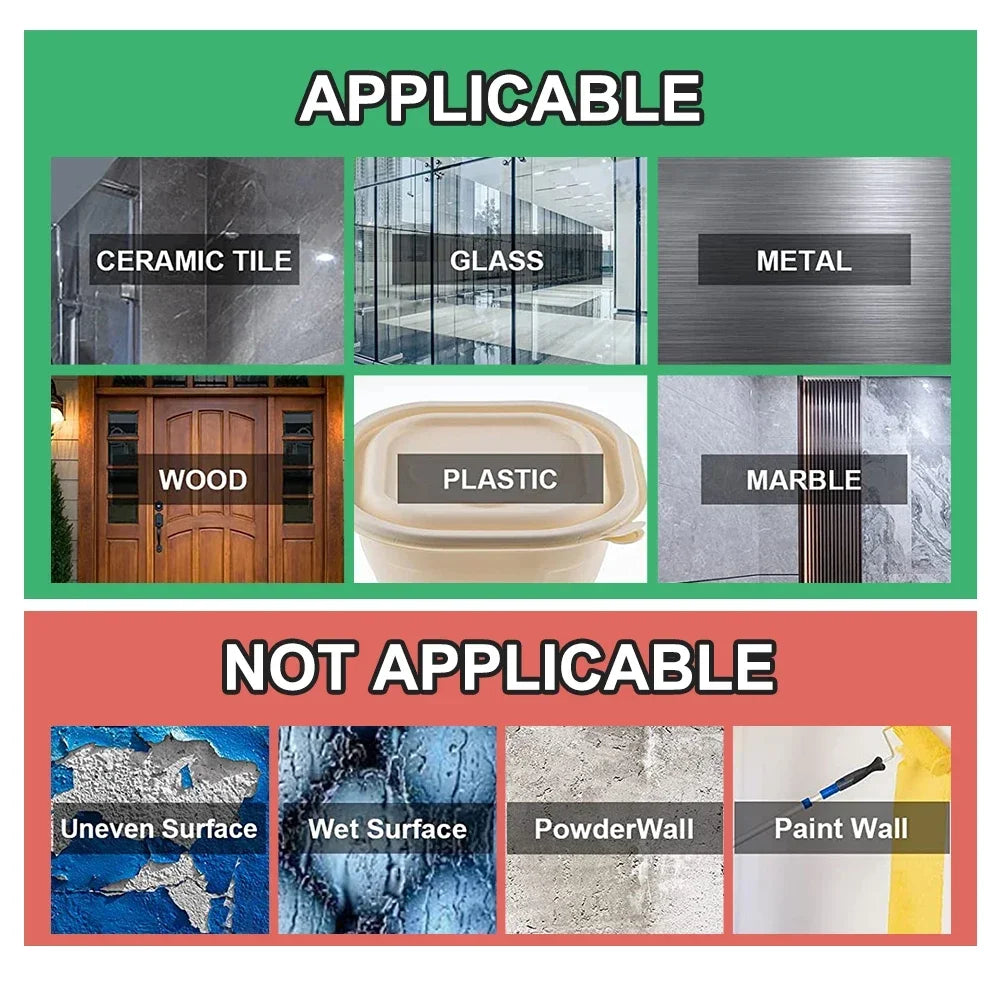 APPLICABLE
CERAMIC TILE
GLASS
METAL
WOOD
PLASTIC
MARBLE
NOT APPLICABLE
Uneven Surface
Wet Surface
PowderWall
Paint Wall